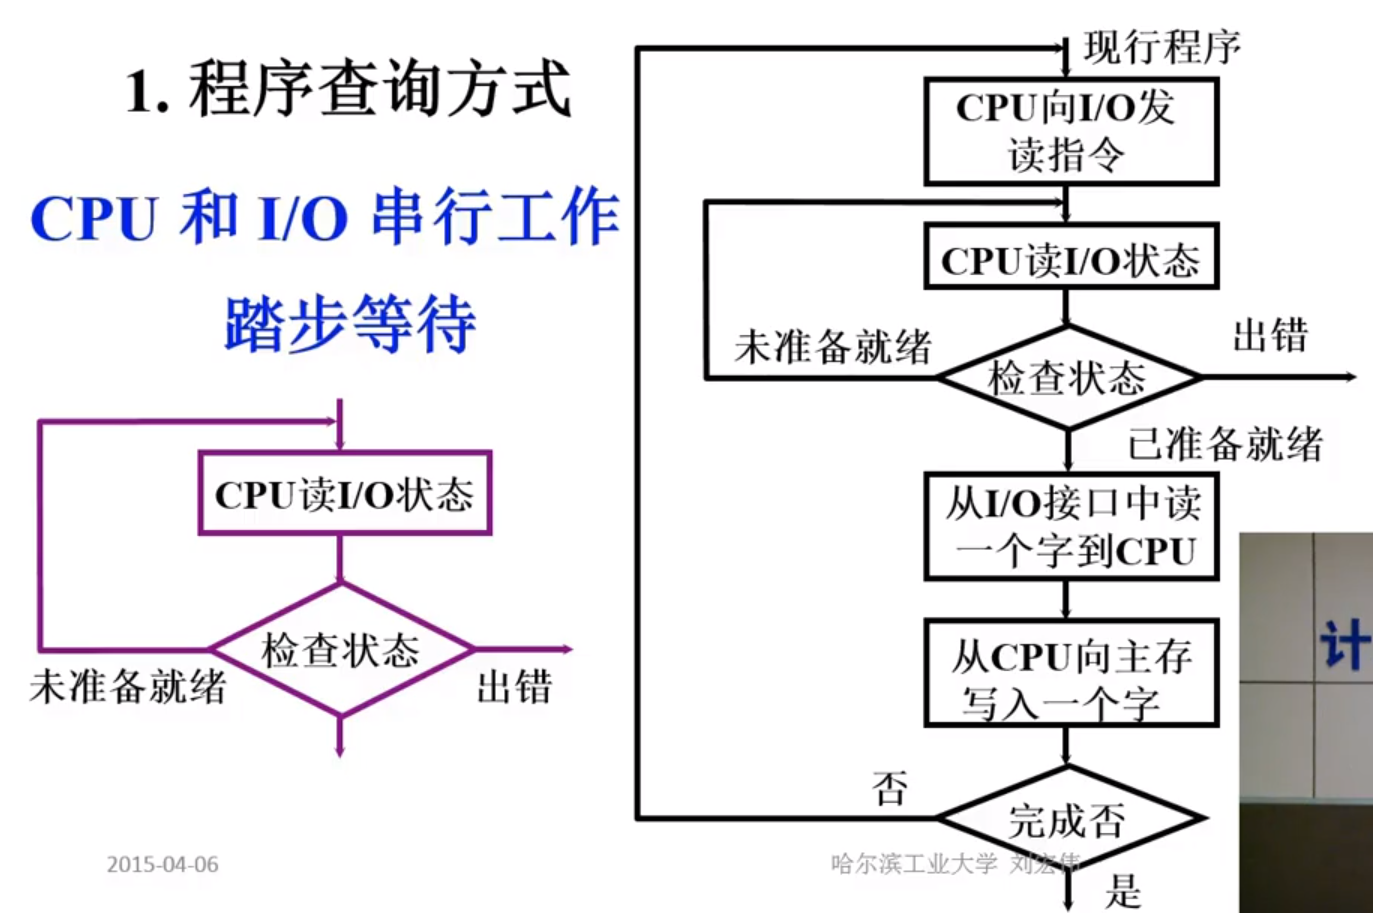 1. 程序查询方式
CPU 和 I/O 串行工作
踏步等待
CPU读I/O状态
检查状态
未准备就绪
出错
现行程序
CPU向I/O发
读指令
CPU读I/O状态
未准备就绪
检查状态
出错
已准备就绪
从I/O接口中读
一个字到CPU
从CPU向主存
写入一个字
否
完成否
是
计
2015-04-06
哈尔滨工业大学 刘宏伟